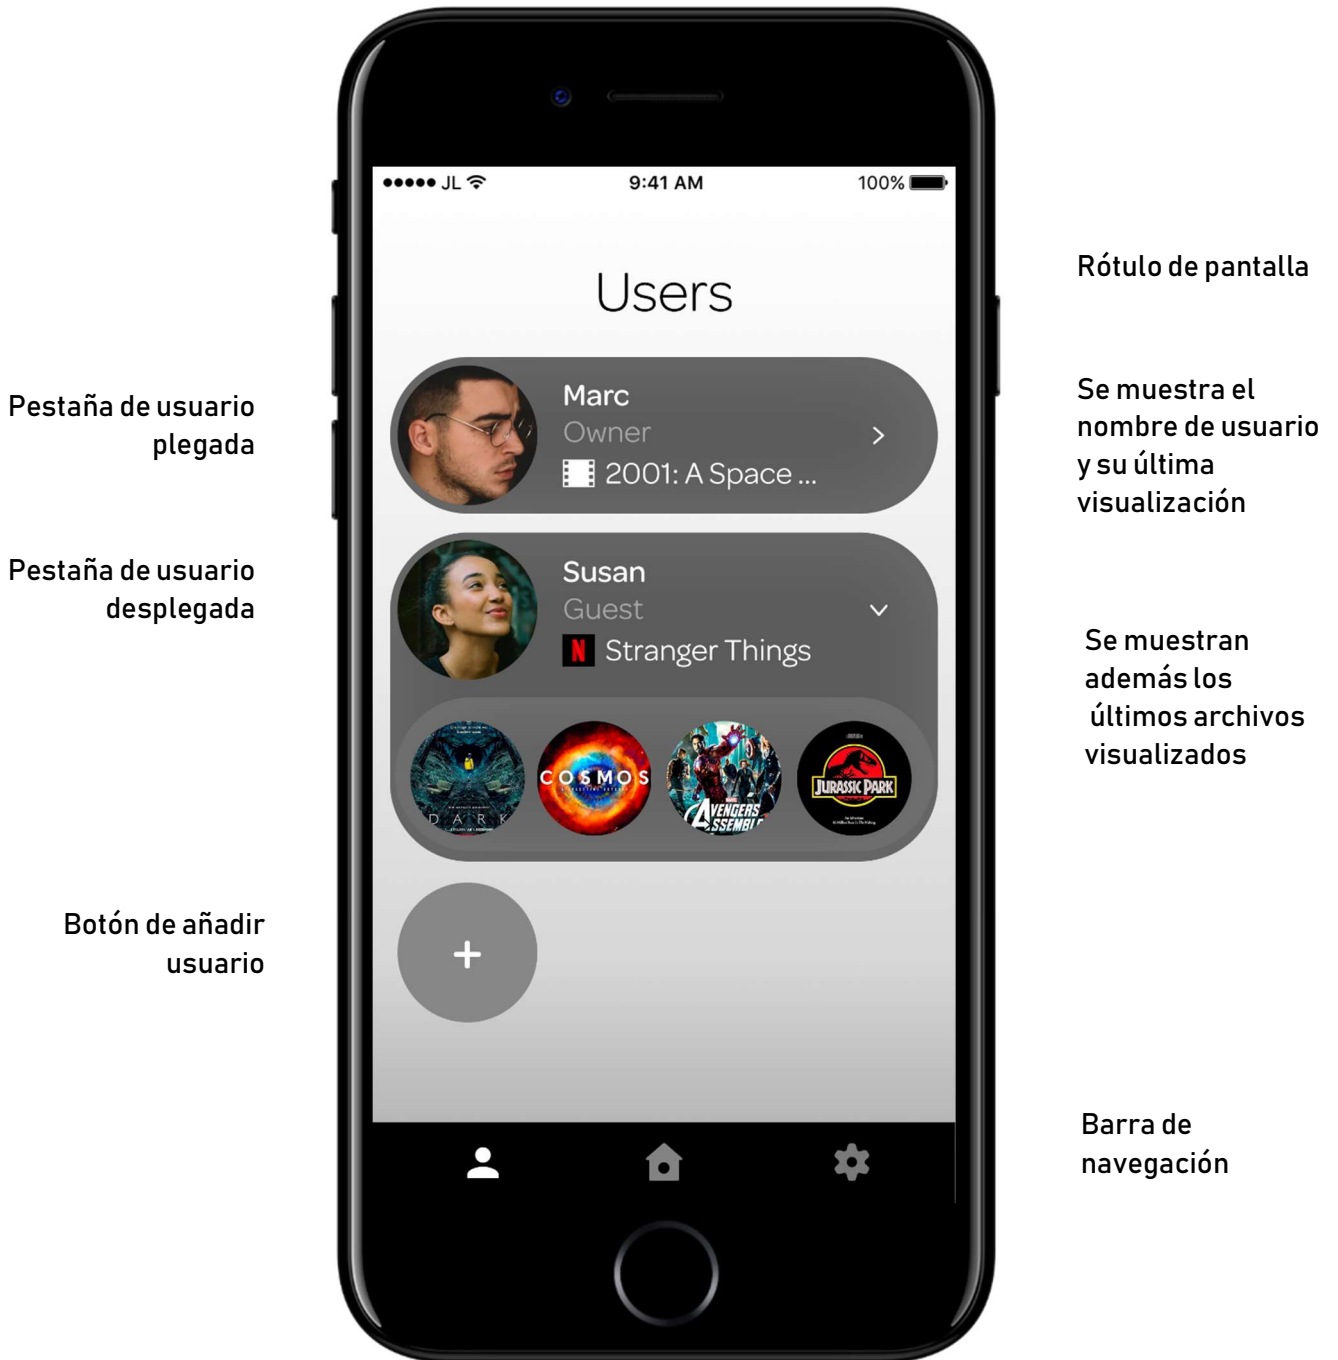 JL
9:41 AM
100%
Users
Rótulo de pantalla
Pestaña de usuario
plegada
Marc
Owner
2001: A Space ...
Se muestra el
nombre de usuario
y su última
visualización
Pestaña de usuario
desplegada
Susan
Guest
N
Stranger Things
Se muestran
además los
últimos archivos
visualizados
DARK
COSMOS
MARVEL
AVENGERS
ASSEMBLE
JURASSIC PARK
Botón de añadir
usuario
+
Barra de
navegación